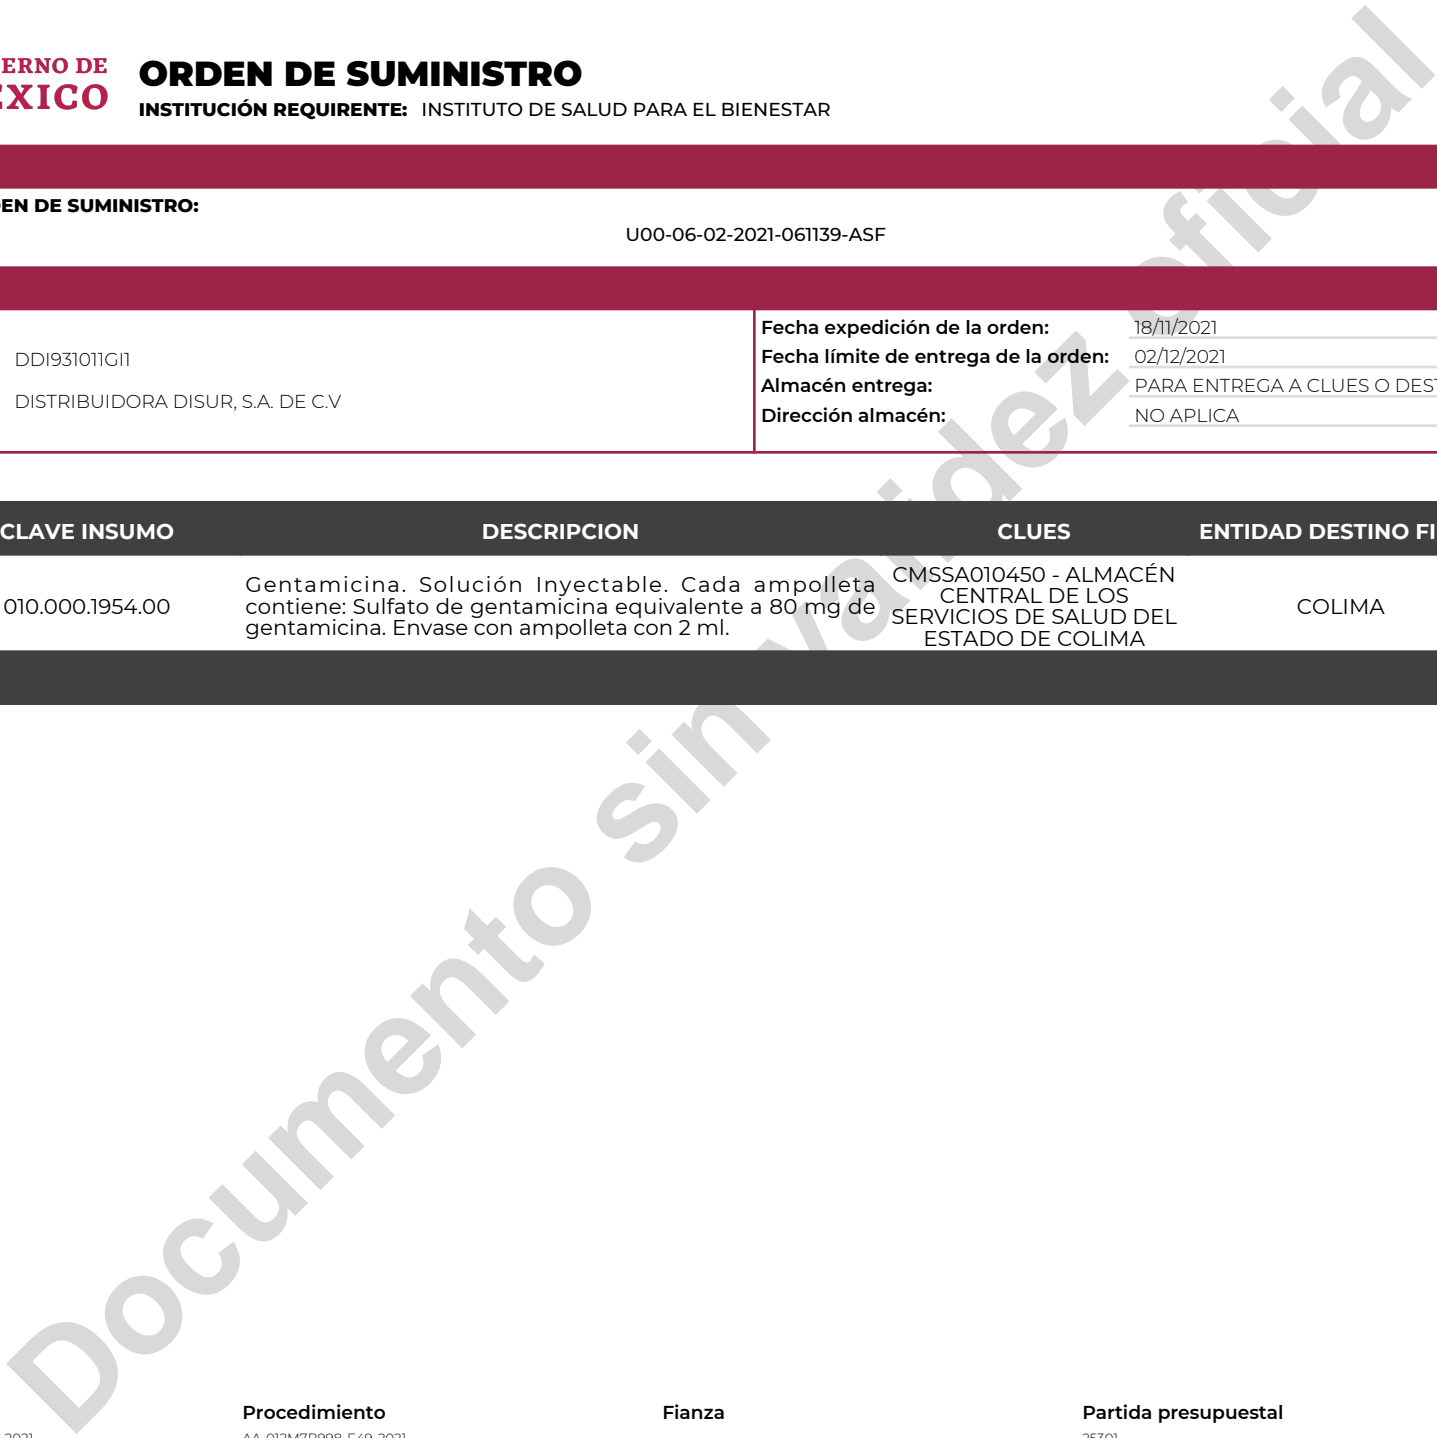 ERNO DE
ORDEN DE SUMINISTRO
INSTITUCIÓN REQUIRENTE: INSTITUTO DE SALUD PARA EL BIENESTAR
EN DE SUMINISTRO:
U00-06-02-2021-061139-ASF
DDI931011GI1
DISTRIBUIDORA DISUR, S.A. DE C.V
Fecha expedición de la orden: 18/11/2021
Fecha límite de entrega de la orden: 02/12/2021
Almacén entrega: PARA ENTREGA A CLUES O DEST
Dirección almacén: NO APLICA
CLAVE INSUMO DESCRIPCION CLUES ENTIDAD DESTINO FI
010.000.1954.00
Gentamicina. Solución Inyectable. Cada ampolleta
contiene: Sulfato de gentamicina equivalente a 80 mg de
gentamicina. Envase con ampolleta con 2 ml.
CMSSA010450 - ALMACÉN
CENTRAL DE LOS
SERVICIOS DE SALUD DEL
ESTADO DE COLIMA
COLIMA
Documento sin validez oficial
Procedimiento Fianza Partida presupuestal